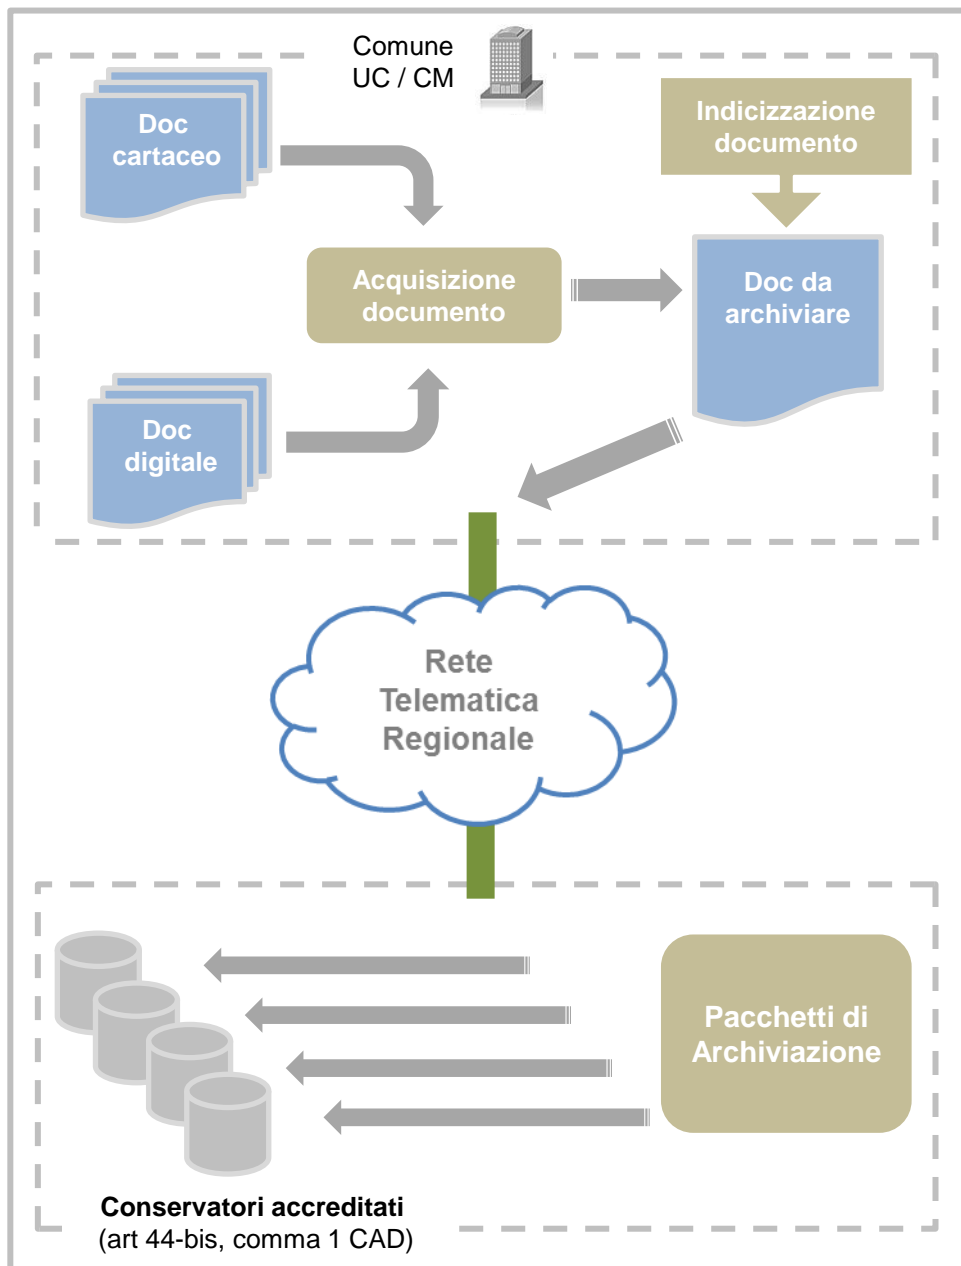 Comune
UC / CM
Doc
cartaceo
Indicizzazione
documento
Acquisizione
documento
Doc da
archiviare
Doc
digitale
Rete
Telematica
Regionale
Pacchetti di
Archiviazione
Conservatori accreditati
(art 44-bis, comma 1 CAD)